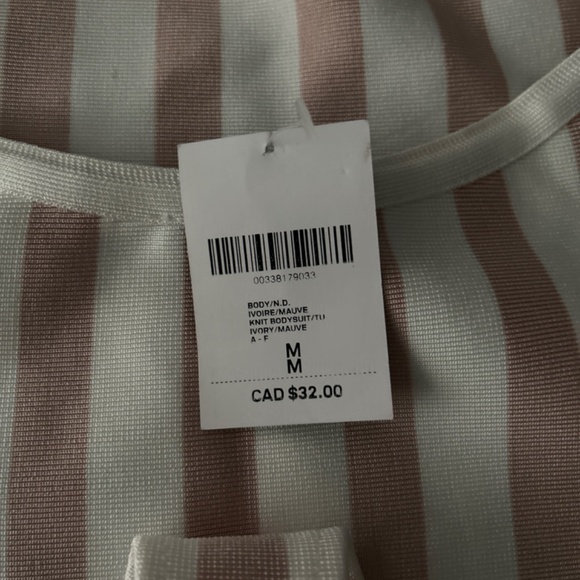 00338179033
BODY/N.D.
IVOIRE/MAUVE
KNIT BODYSUIT/TU
IVORY/MAUVE
A - F
M
M
CAD $32.00